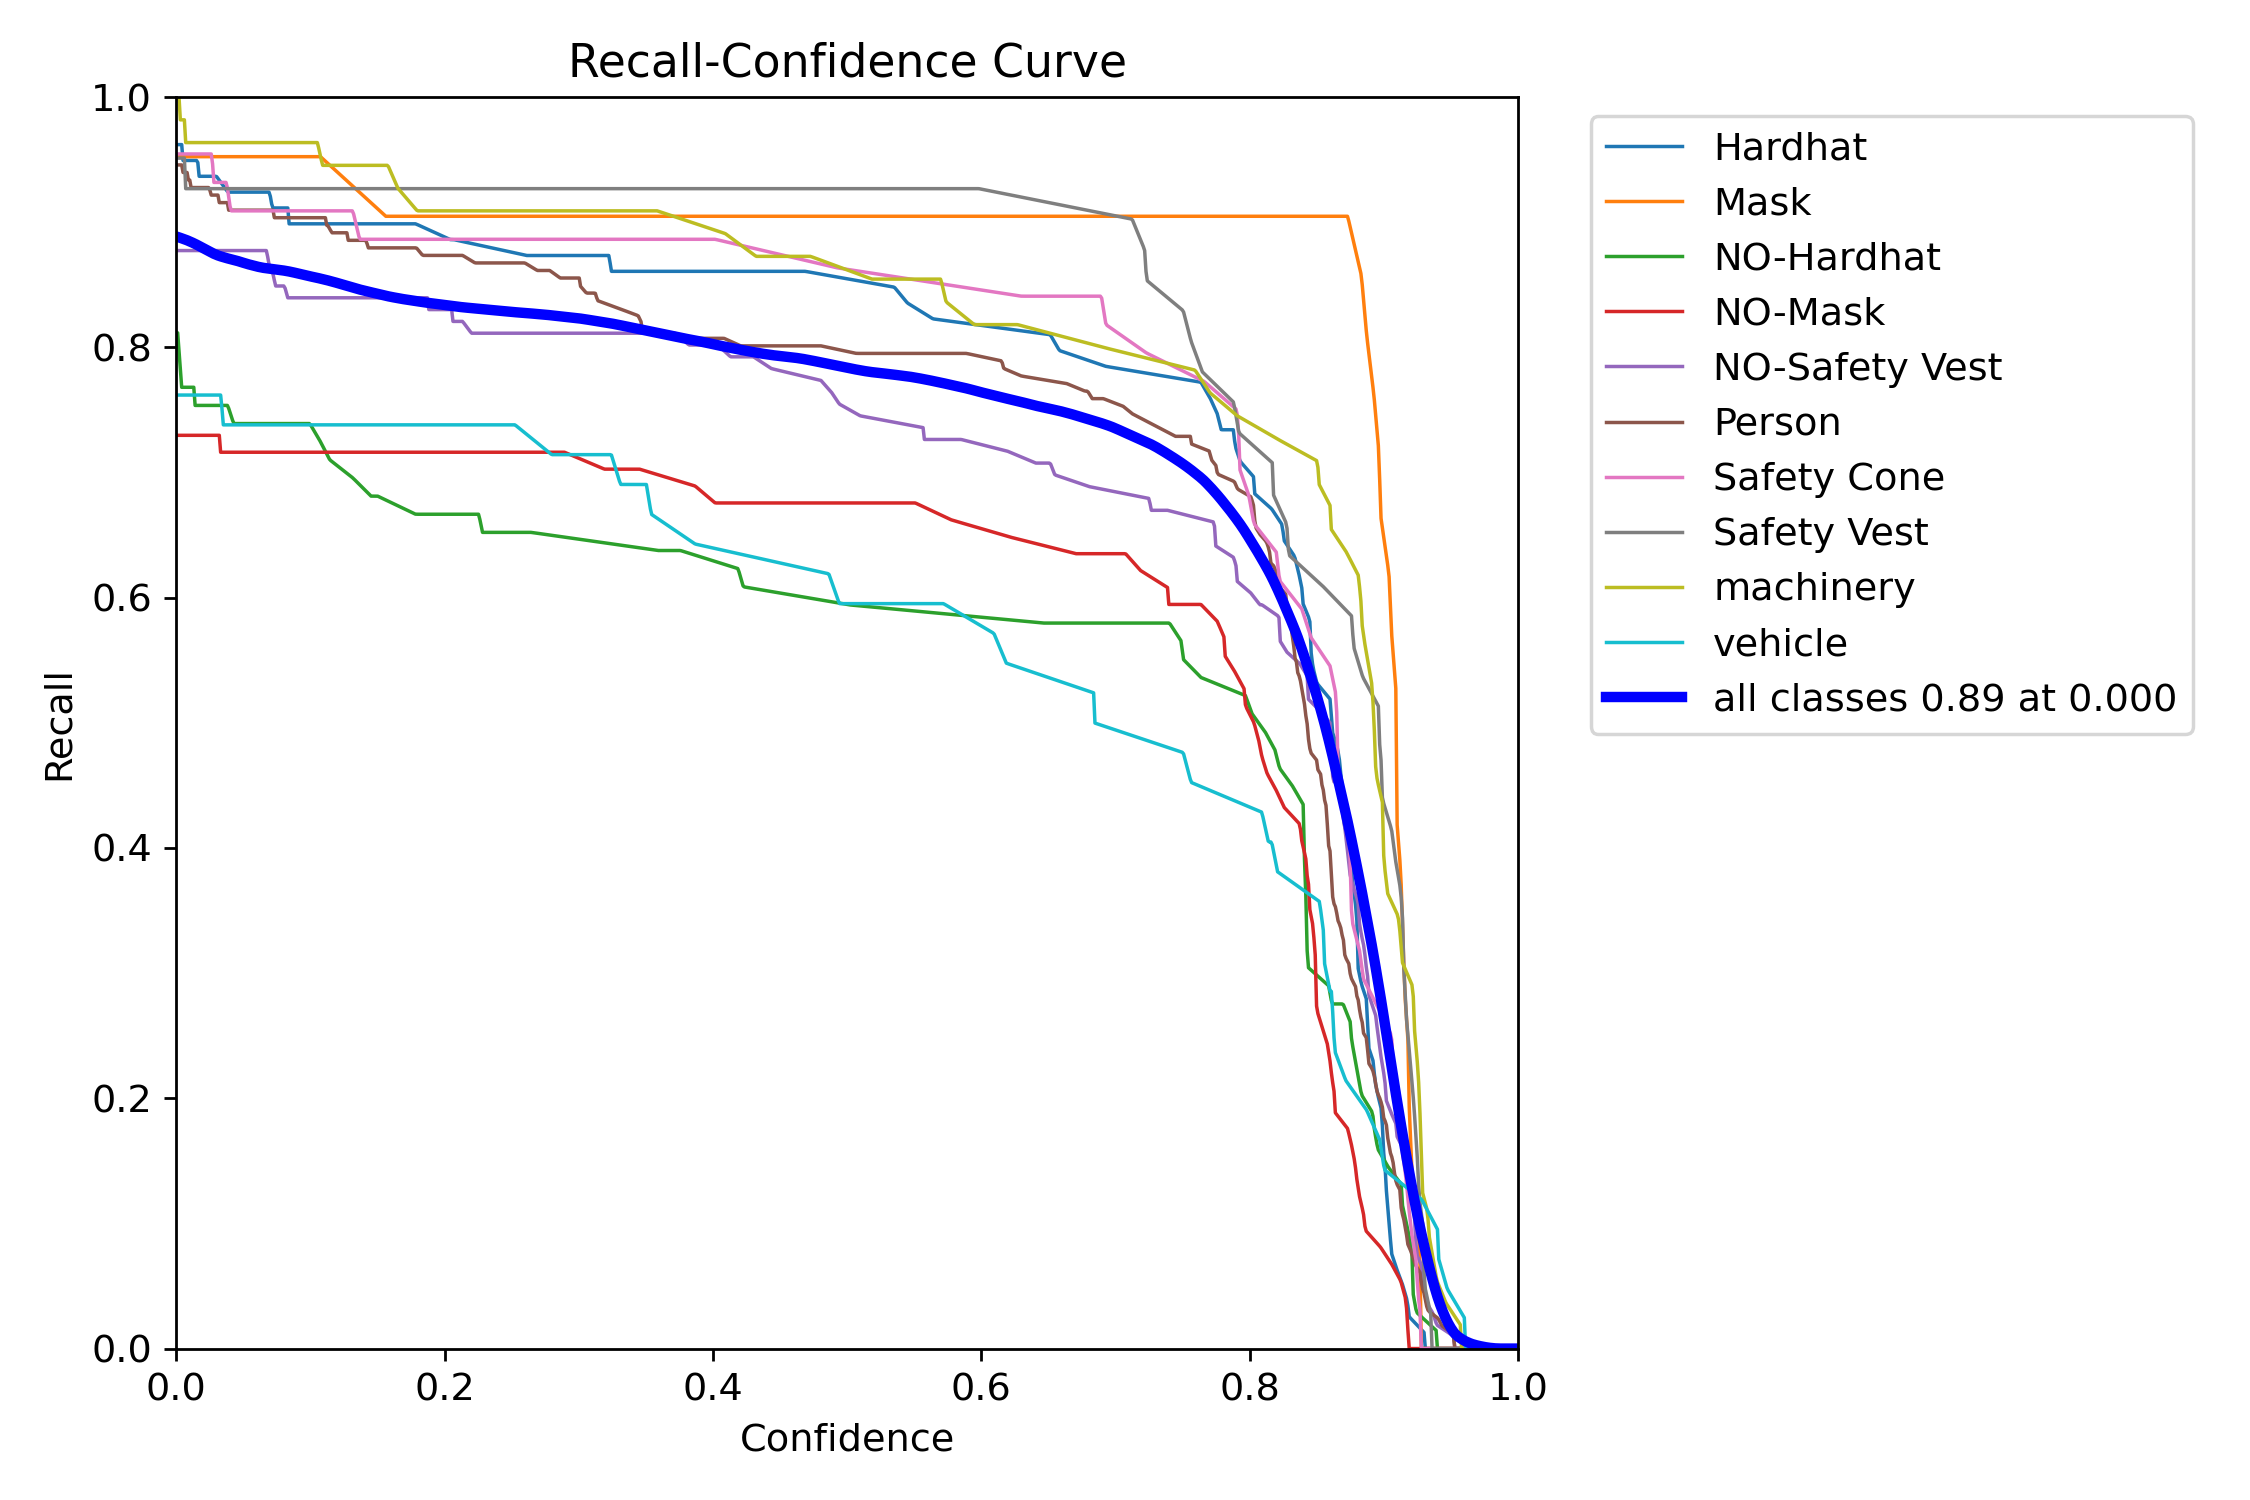 Recall-Confidence Curve
1.0
0.8
0.6
0.4
0.2
0.0
Recall
0.0 0.2 0.4 0.6 0.8 1.0
Confidence
Hardhat
Mask
NO-Hardhat
NO-Mask
NO-Safety Vest
Person
Safety Cone
Safety Vest
machinery
vehicle
all classes 0.89 at 0.000